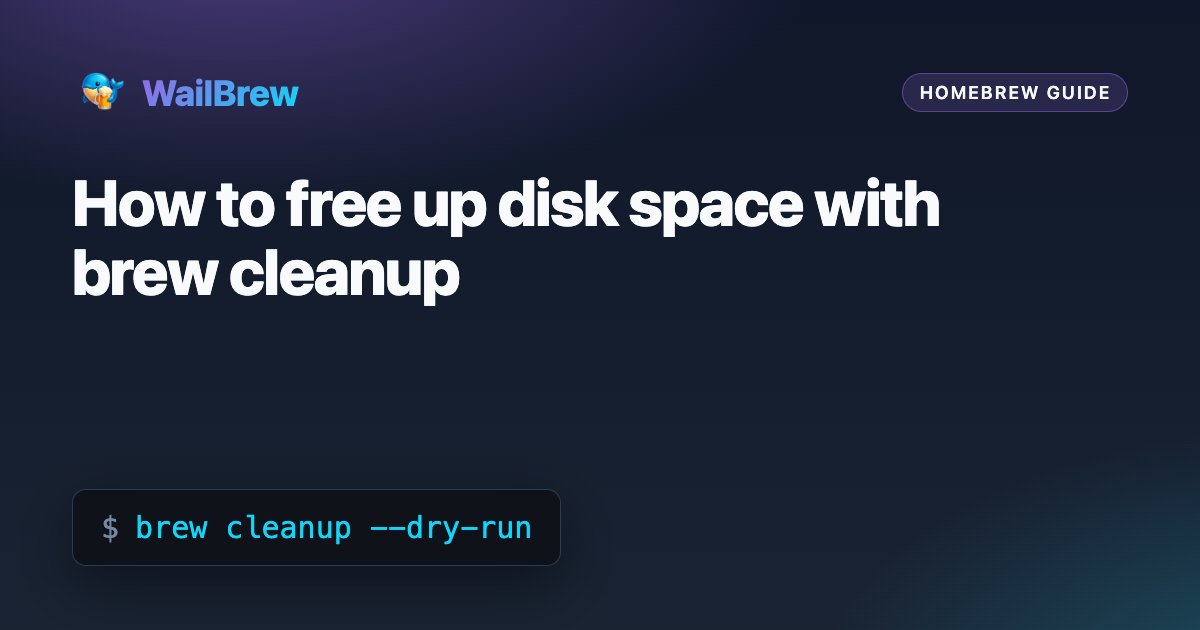 WailBrew
HOMEBREW GUIDE
How to free up disk space with
brew cleanup
$ brew cleanup --dry-run